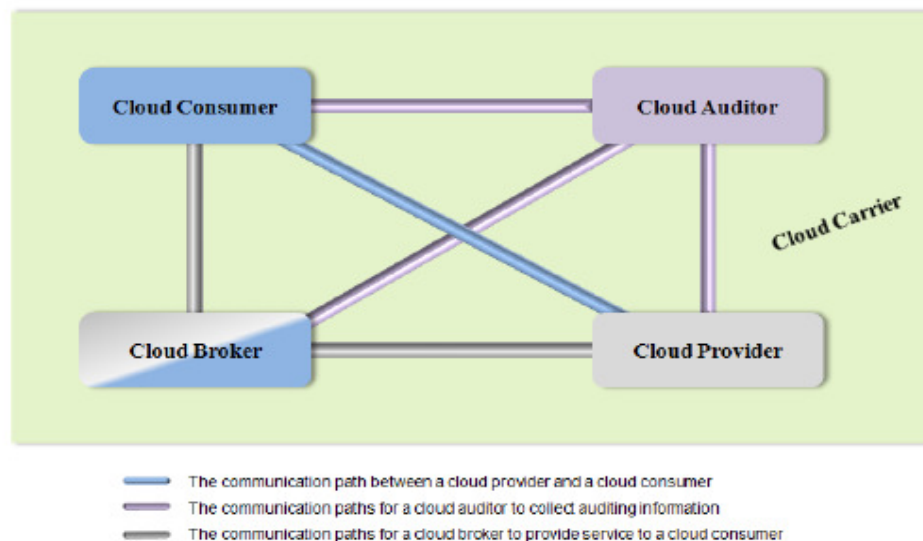 Cloud Consumer
Cloud Auditor
Cloud Carrier
Cloud Broker
Cloud Provider
The communication path between a cloud provider and a cloud consumer
The communication paths for a cloud auditor to collect auditing information
The communication paths for a cloud broker to provide service to a cloud consumer